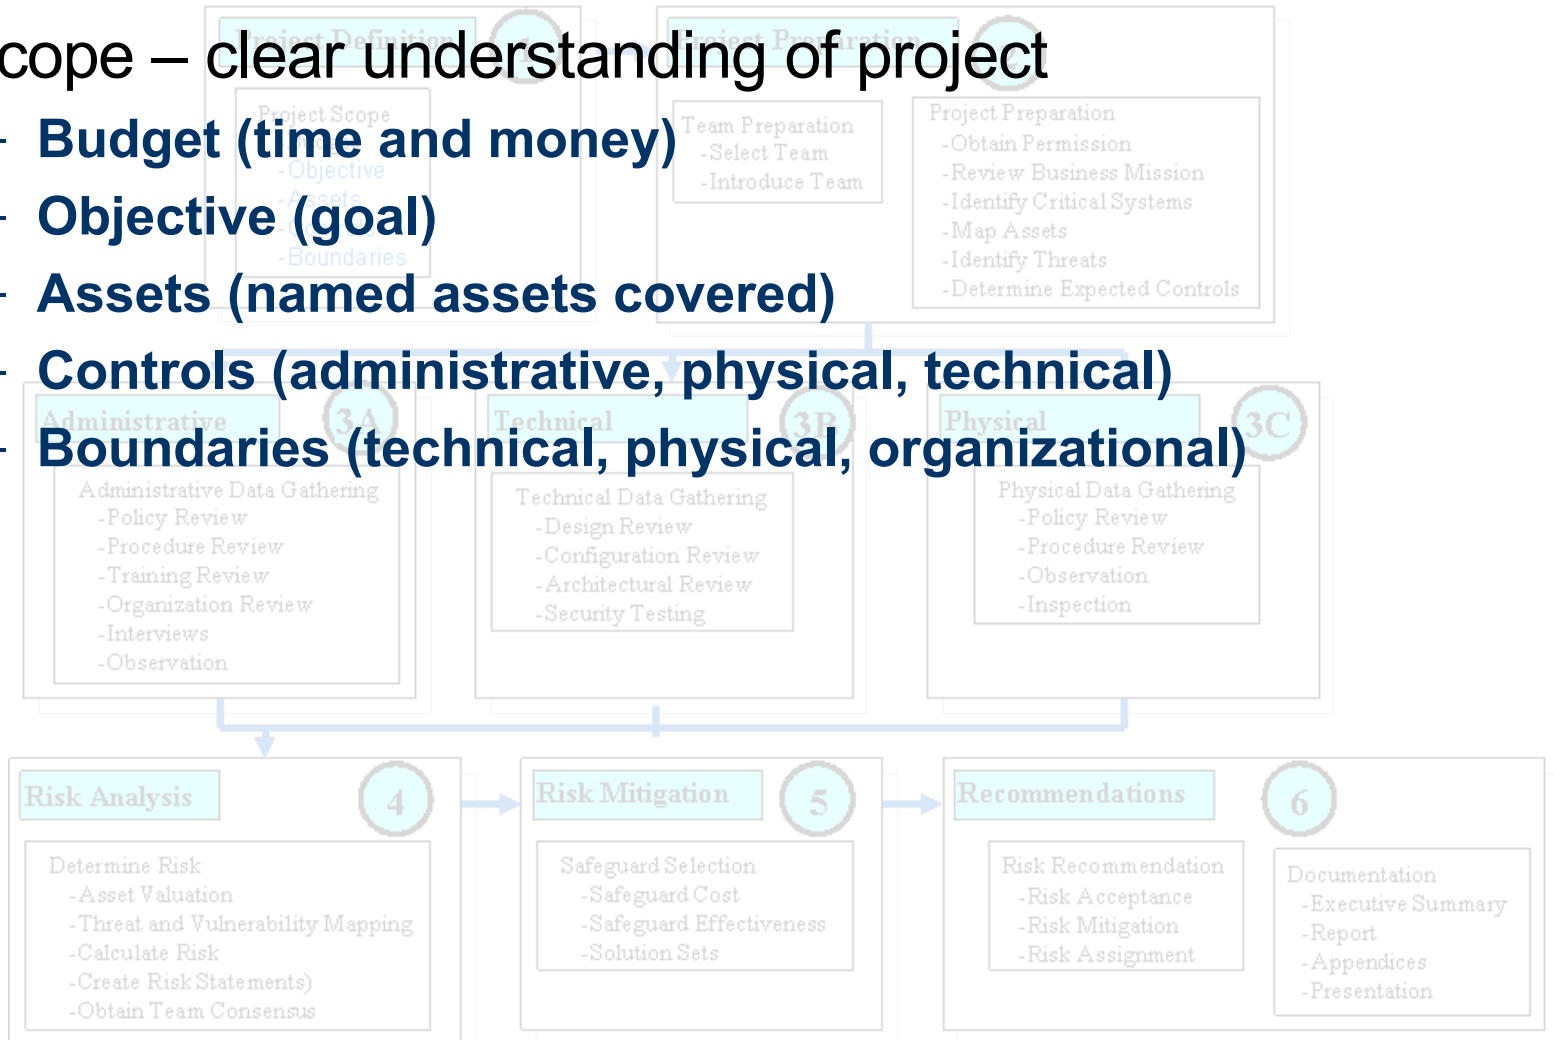 cope – clear understanding of project
- Budget (time and money)
- Objective (goal)
- Assets (named assets covered)
- Controls (administrative, physical, technical)
- Boundaries (technical, physical, organizational)
Project Definition
1
Project Scope
-Objective
-Assets
-Boundaries
Project Preparation
2
Team Preparation
-Select Team
-Introduce Team
Project Preparation
-Obtain Permission
-Review Business Mission
-Identify Critical Systems
-Map Assets
-Identify Threats
-Determine Expected Controls
Administrative
3A
Administrative Data Gathering
-Policy Review
-Procedure Review
-Training Review
-Organization Review
-Interviews
-Observation
Technical
3B
Technical Data Gathering
-Design Review
-Configuration Review
-Architectural Review
-Security Testing
Physical
3C
Physical Data Gathering
-Policy Review
-Procedure Review
-Observation
-Inspection
Risk Analysis
4
Determine Risk
-Asset Valuation
-Threat and Vulnerability Mapping
-Calculate Risk
-Create Risk Statements)
-Obtain Team Consensus
Risk Mitigation
5
Safeguard Selection
-Safeguard Cost
-Safeguard Effectiveness
-Solution Sets
Recommendations
6
Risk Recommendation
-Risk Acceptance
-Risk Mitigation
-Risk Assignment
Documentation
-Executive Summary
-Report
-Appendices
-Presentation